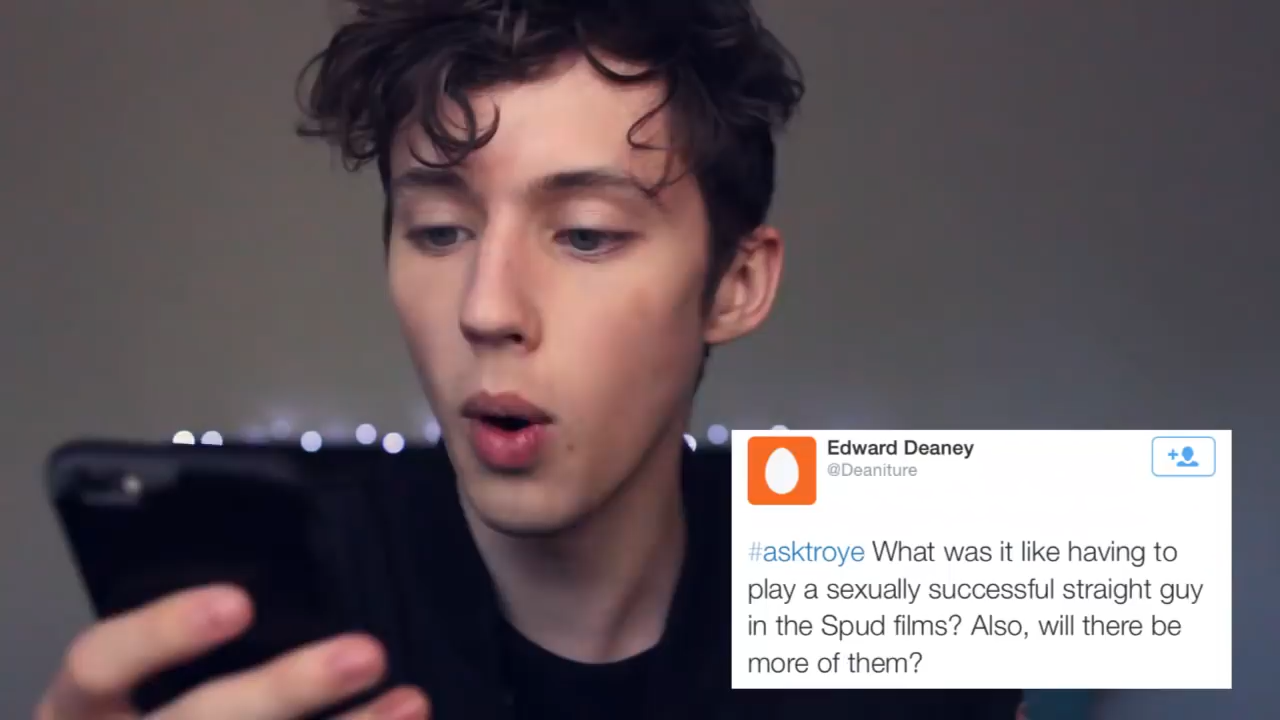 Edward Deaney
@Deaniture
#asktroye What was it like having to
play a sexually successful straight guy
in the Spud films? Also, will there be
more of them?